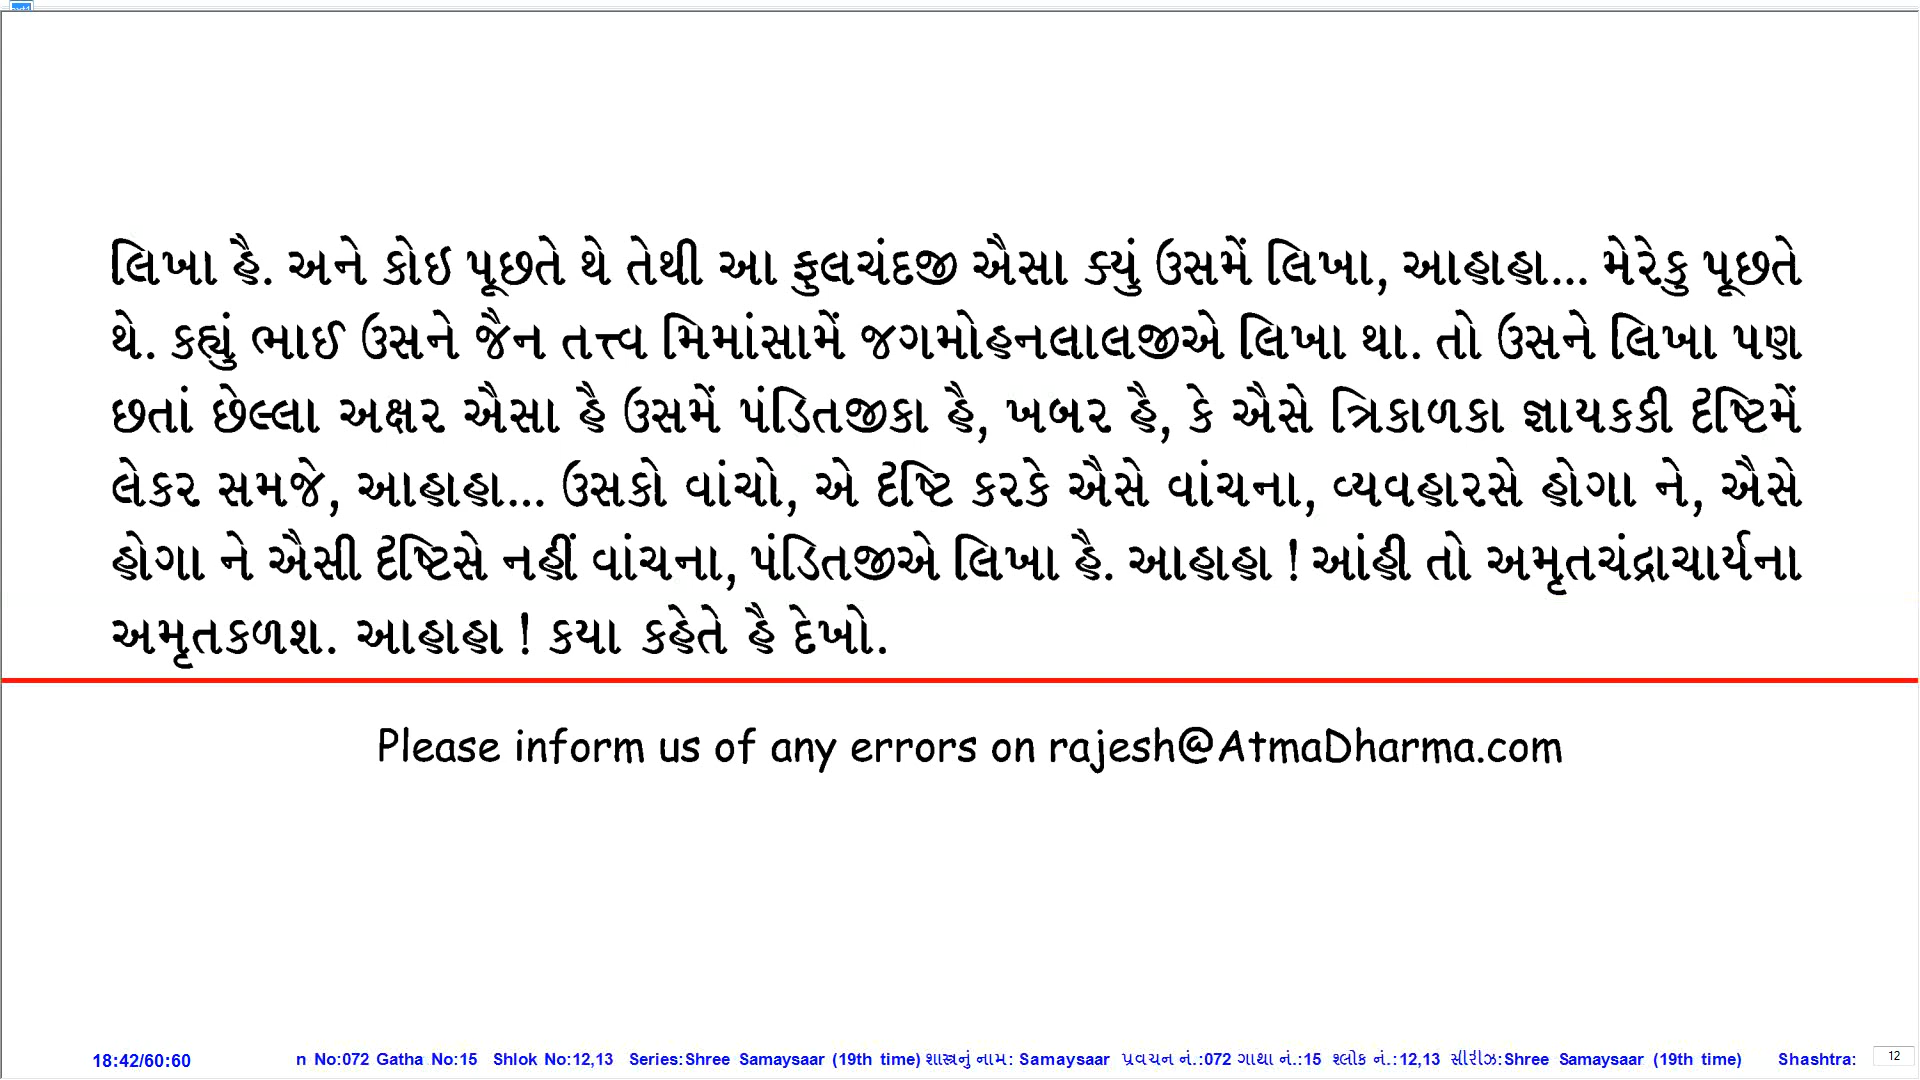 લિખા હૈ. અને કોઇ પૂછતે થે તેથી આ ફુલચંદજી ઐસા ક્યું ઉસમેં લિખા, આહાહા... મેરેકુ પૂછતે
થે. કહ્યું ભાઈ ઉસને જૈન તત્ત્વ મિમાંસામેં જગમોહનલાલજીએ લિખા થા. તો ઉસને લિખા પણ
છતાં છેલ્લા અક્ષર ઐસા હૈ ઉસમેં પંડિતજીકા હૈ, ખબર હૈ, કે ઐસે ત્રિકાળકા જ્ઞાયકકી દૃષ્ટિમેં
લેકર સમજે, આહાહા... ઉસકો વાંચો, એ દૃષ્ટિ કરકે ઐસે વાંચના, વ્યવહારસે હોગા ને, ઐસે
હોગા ને ઐસી દૃષ્ટિસે નહીં વાંચના, પંડિતજીએ લિખા હૈ. આહાહા ! આંહી તો અમૃતચંદ્રાચાર્યના
અમૃતકળશ. આહાહા ! કયા કહેતે હૈ દેખો.
Please inform us of any errors on rajesh@AtmaDharma.com
18:42/60:60 n No:072 Gatha No:15 Shlok No:12,13 Series:Shree Samaysaar (19th time) શાસ્ત્રનું નામ: Samaysaar પ્રવચન નં.:072 ગાથા નં.:15 શ્લોક નં.:12,13 સીરીઝ:Shree Samaysaar (19th time) Shashtra: 12